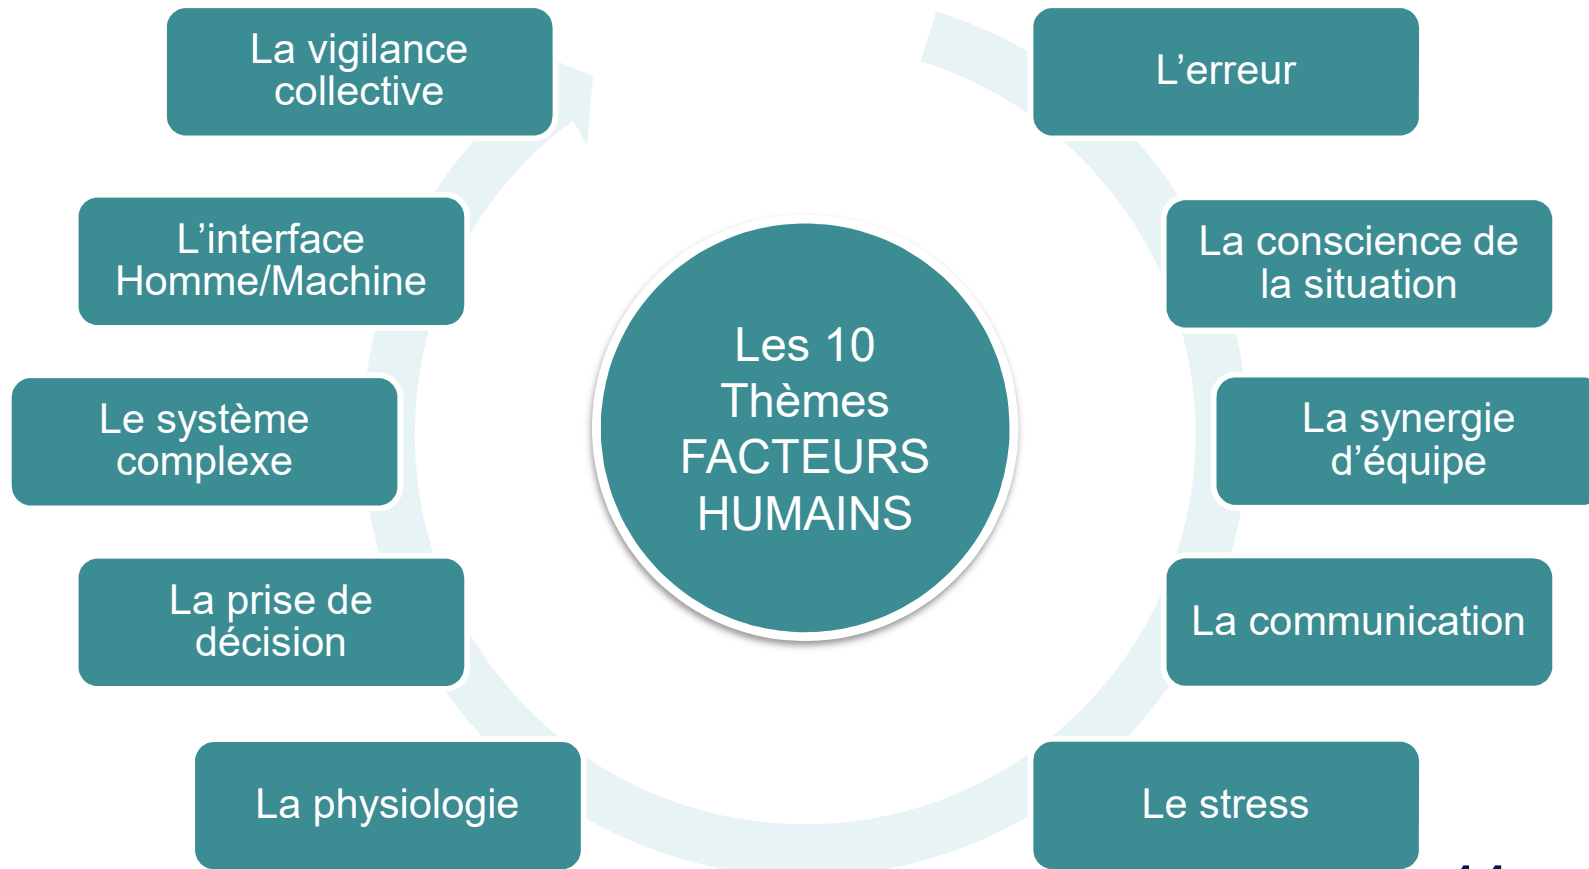 L’erreur
La conscience de
la situation
La synergie
d’équipe
La communication
Le stress
La physiologie
La prise de
décision
Le système
complexe
L’interface
Homme/Machine
La vigilance
collective
Les 10
Thèmes
FACTEURS
HUMAINS